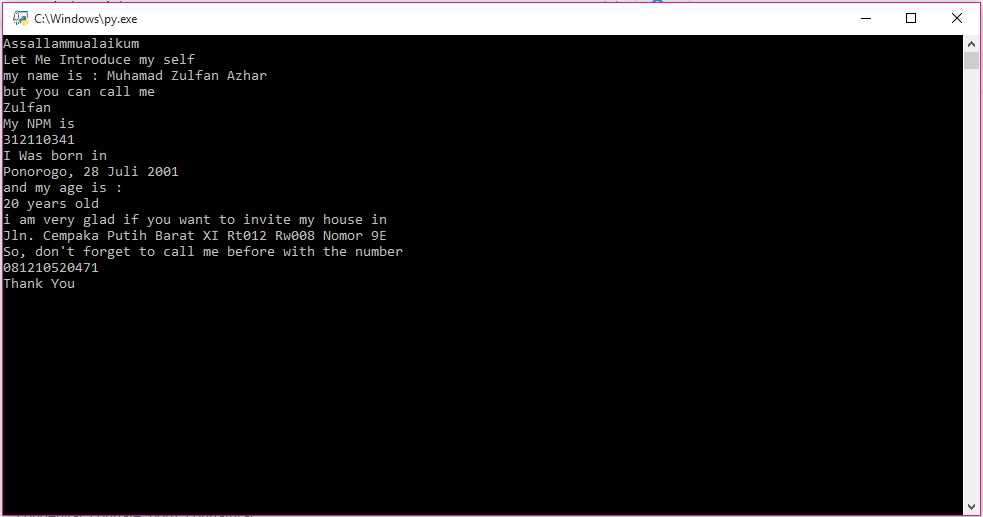 C:\Windows\py.exe
Assallammualaikum
Let Me Introduce my self
my name is : Muhamad Zulfan Azhar
but you can call me
Zulfan
My NPM is
312110341
I Was born in
Ponorogo, 28 Juli 2001
and my age is :
20 years old
i am very glad if you want to invite my house in
Jln. Cempaka Putih Barat XI Rt012 Rw008 Nomor 9E
So, don't forget to call me before with the number
081210520471
Thank You